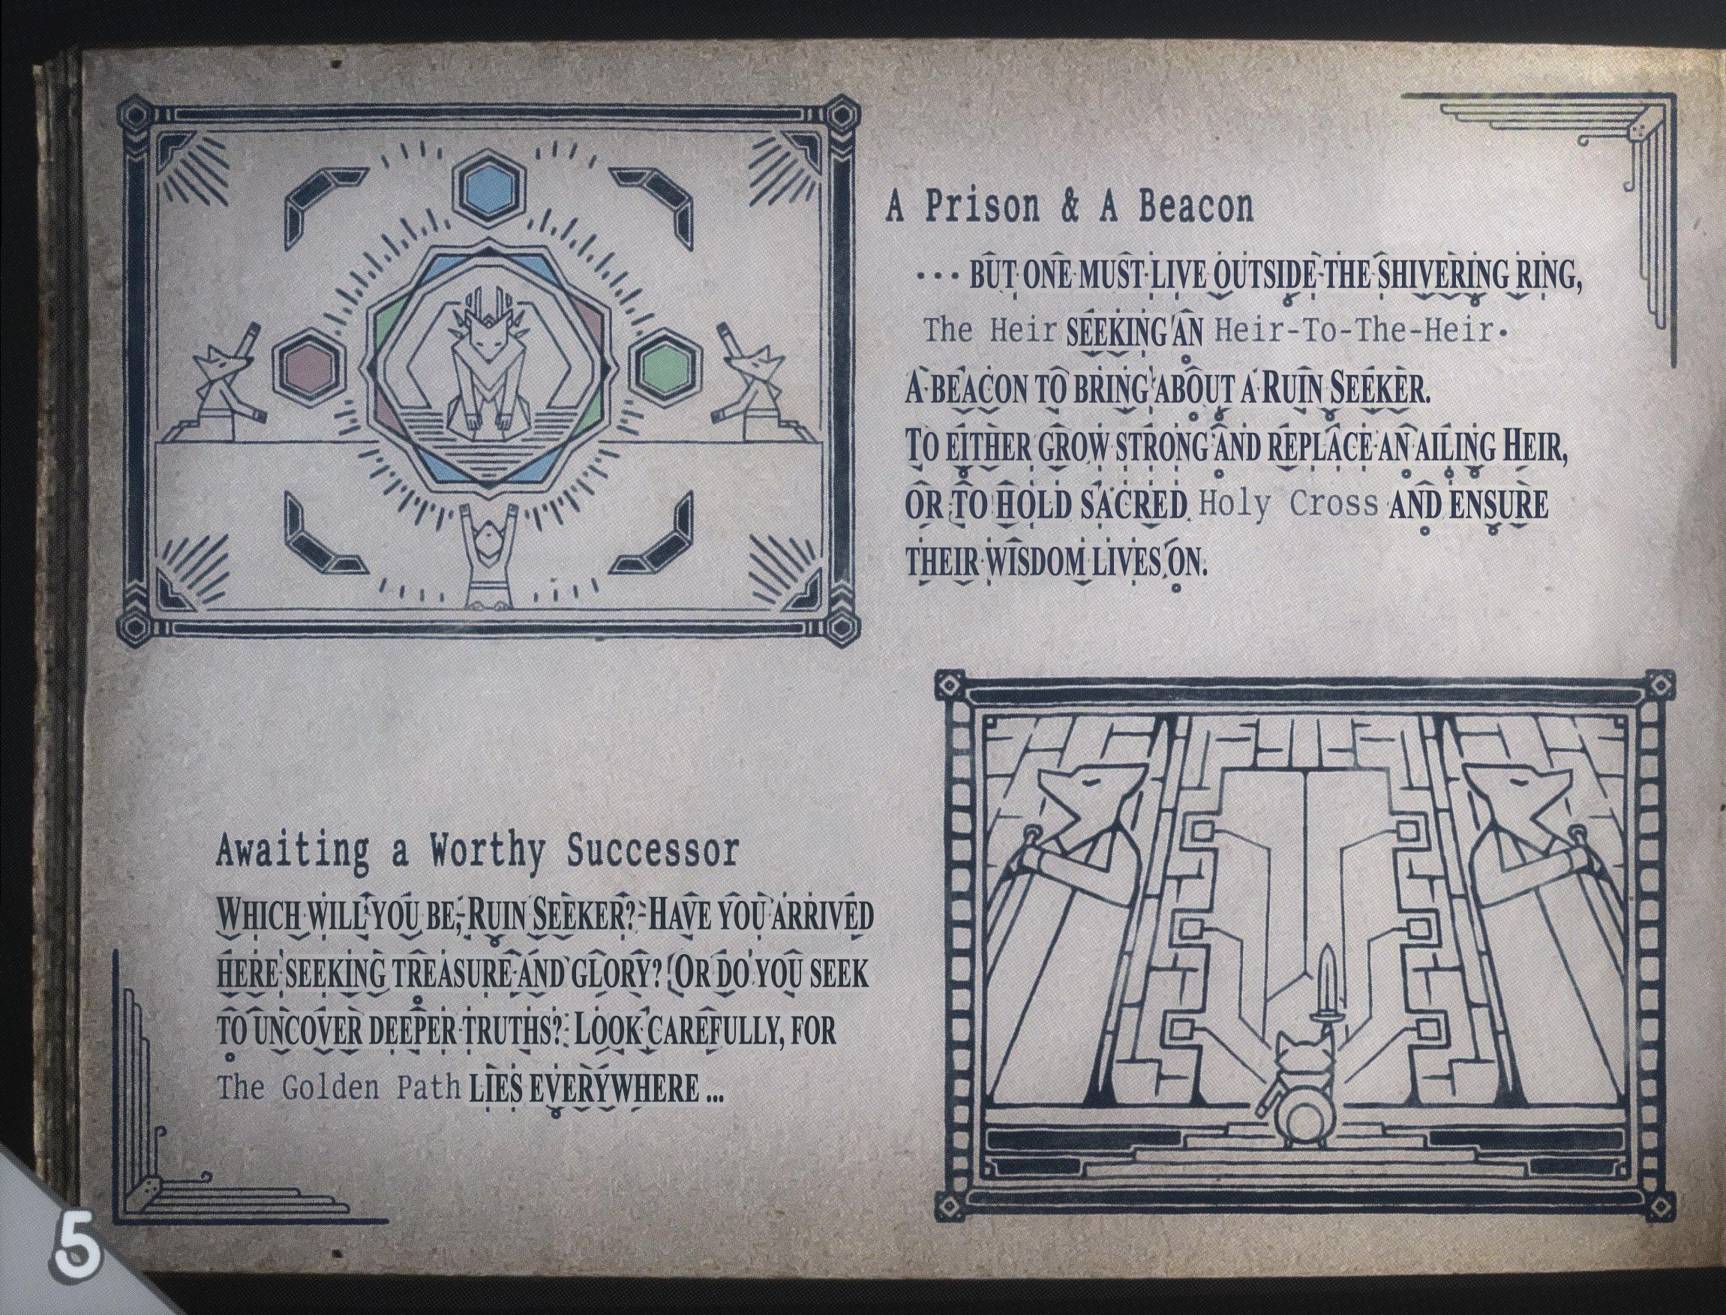 A Prison & A Beacon
... BUT ONE MUST LIVE OUTSIDE THE SHIVERING RING,
The Heir SEEKING AN Heir-To-The-Heir.
A BEACON TO BRING ABOUT A RUIN SEEKER.
TO EITHER GROW STRONG AND REPLACE AN AILING HEIR,
OR TO HOLD SACRED Holy Cross AND ENSURE
THEIR WISDOM LIVES ON.
Awaiting a Worthy Successor
WHICH WILL YOU BE, RUIN SEEKER? HAVE YOU ARRIVED
HERE SEEKING TREASURE AND GLORY? OR DO YOU SEEK
TO UNCOVER DEEPER TRUTHS? LOOK CAREFULLY, FOR
The Golden Path LIES EVERYWHERE ...
5